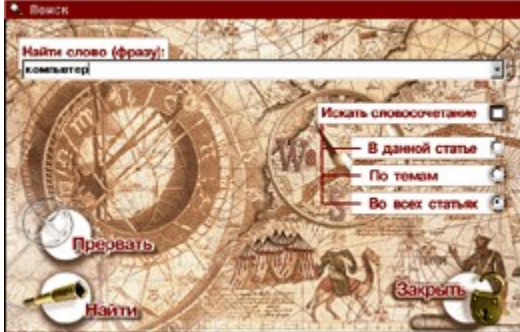 Поиск
Найти слово (фразу):
компьютер
Искать словосочетание
В данной статье
По темам
Во всех статьях
Прервать
Найти
Закрыть